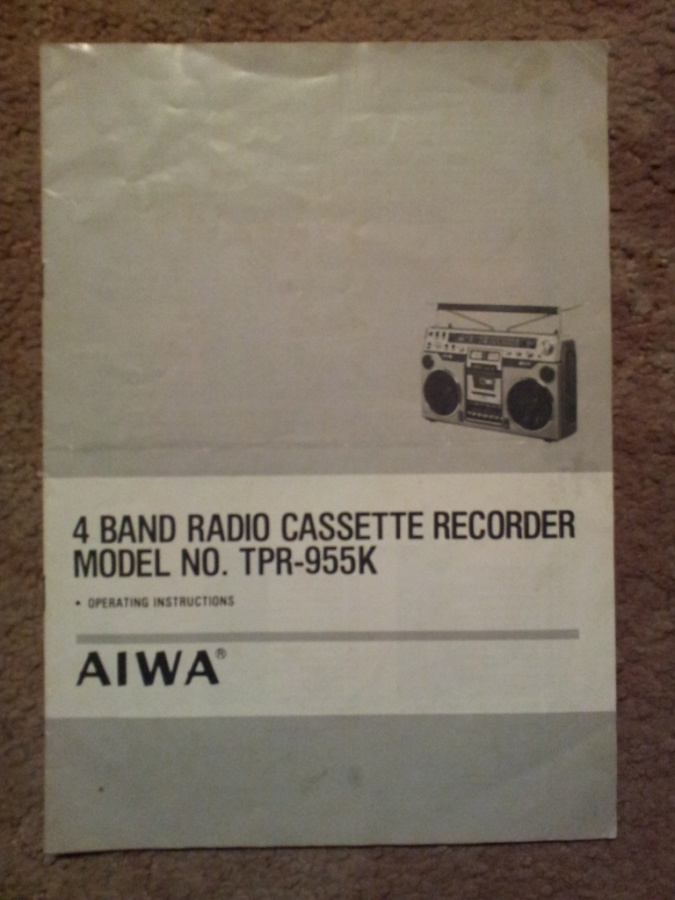 4 BAND RADIO CASSETTE RECORDER
MODEL NO. TPR-955K
• OPERATING INSTRUCTIONS
AIWA®